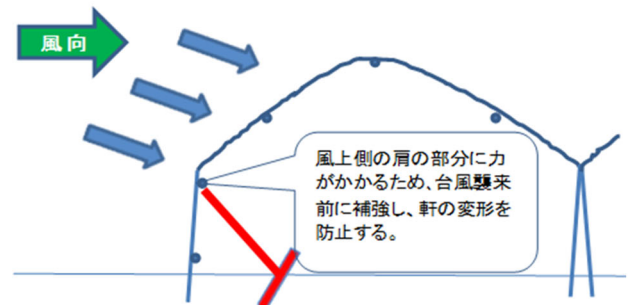 風向
風上側の肩の部分に力
がかかるため、台風襲来
前に補強し、軒の変形を
防止する。